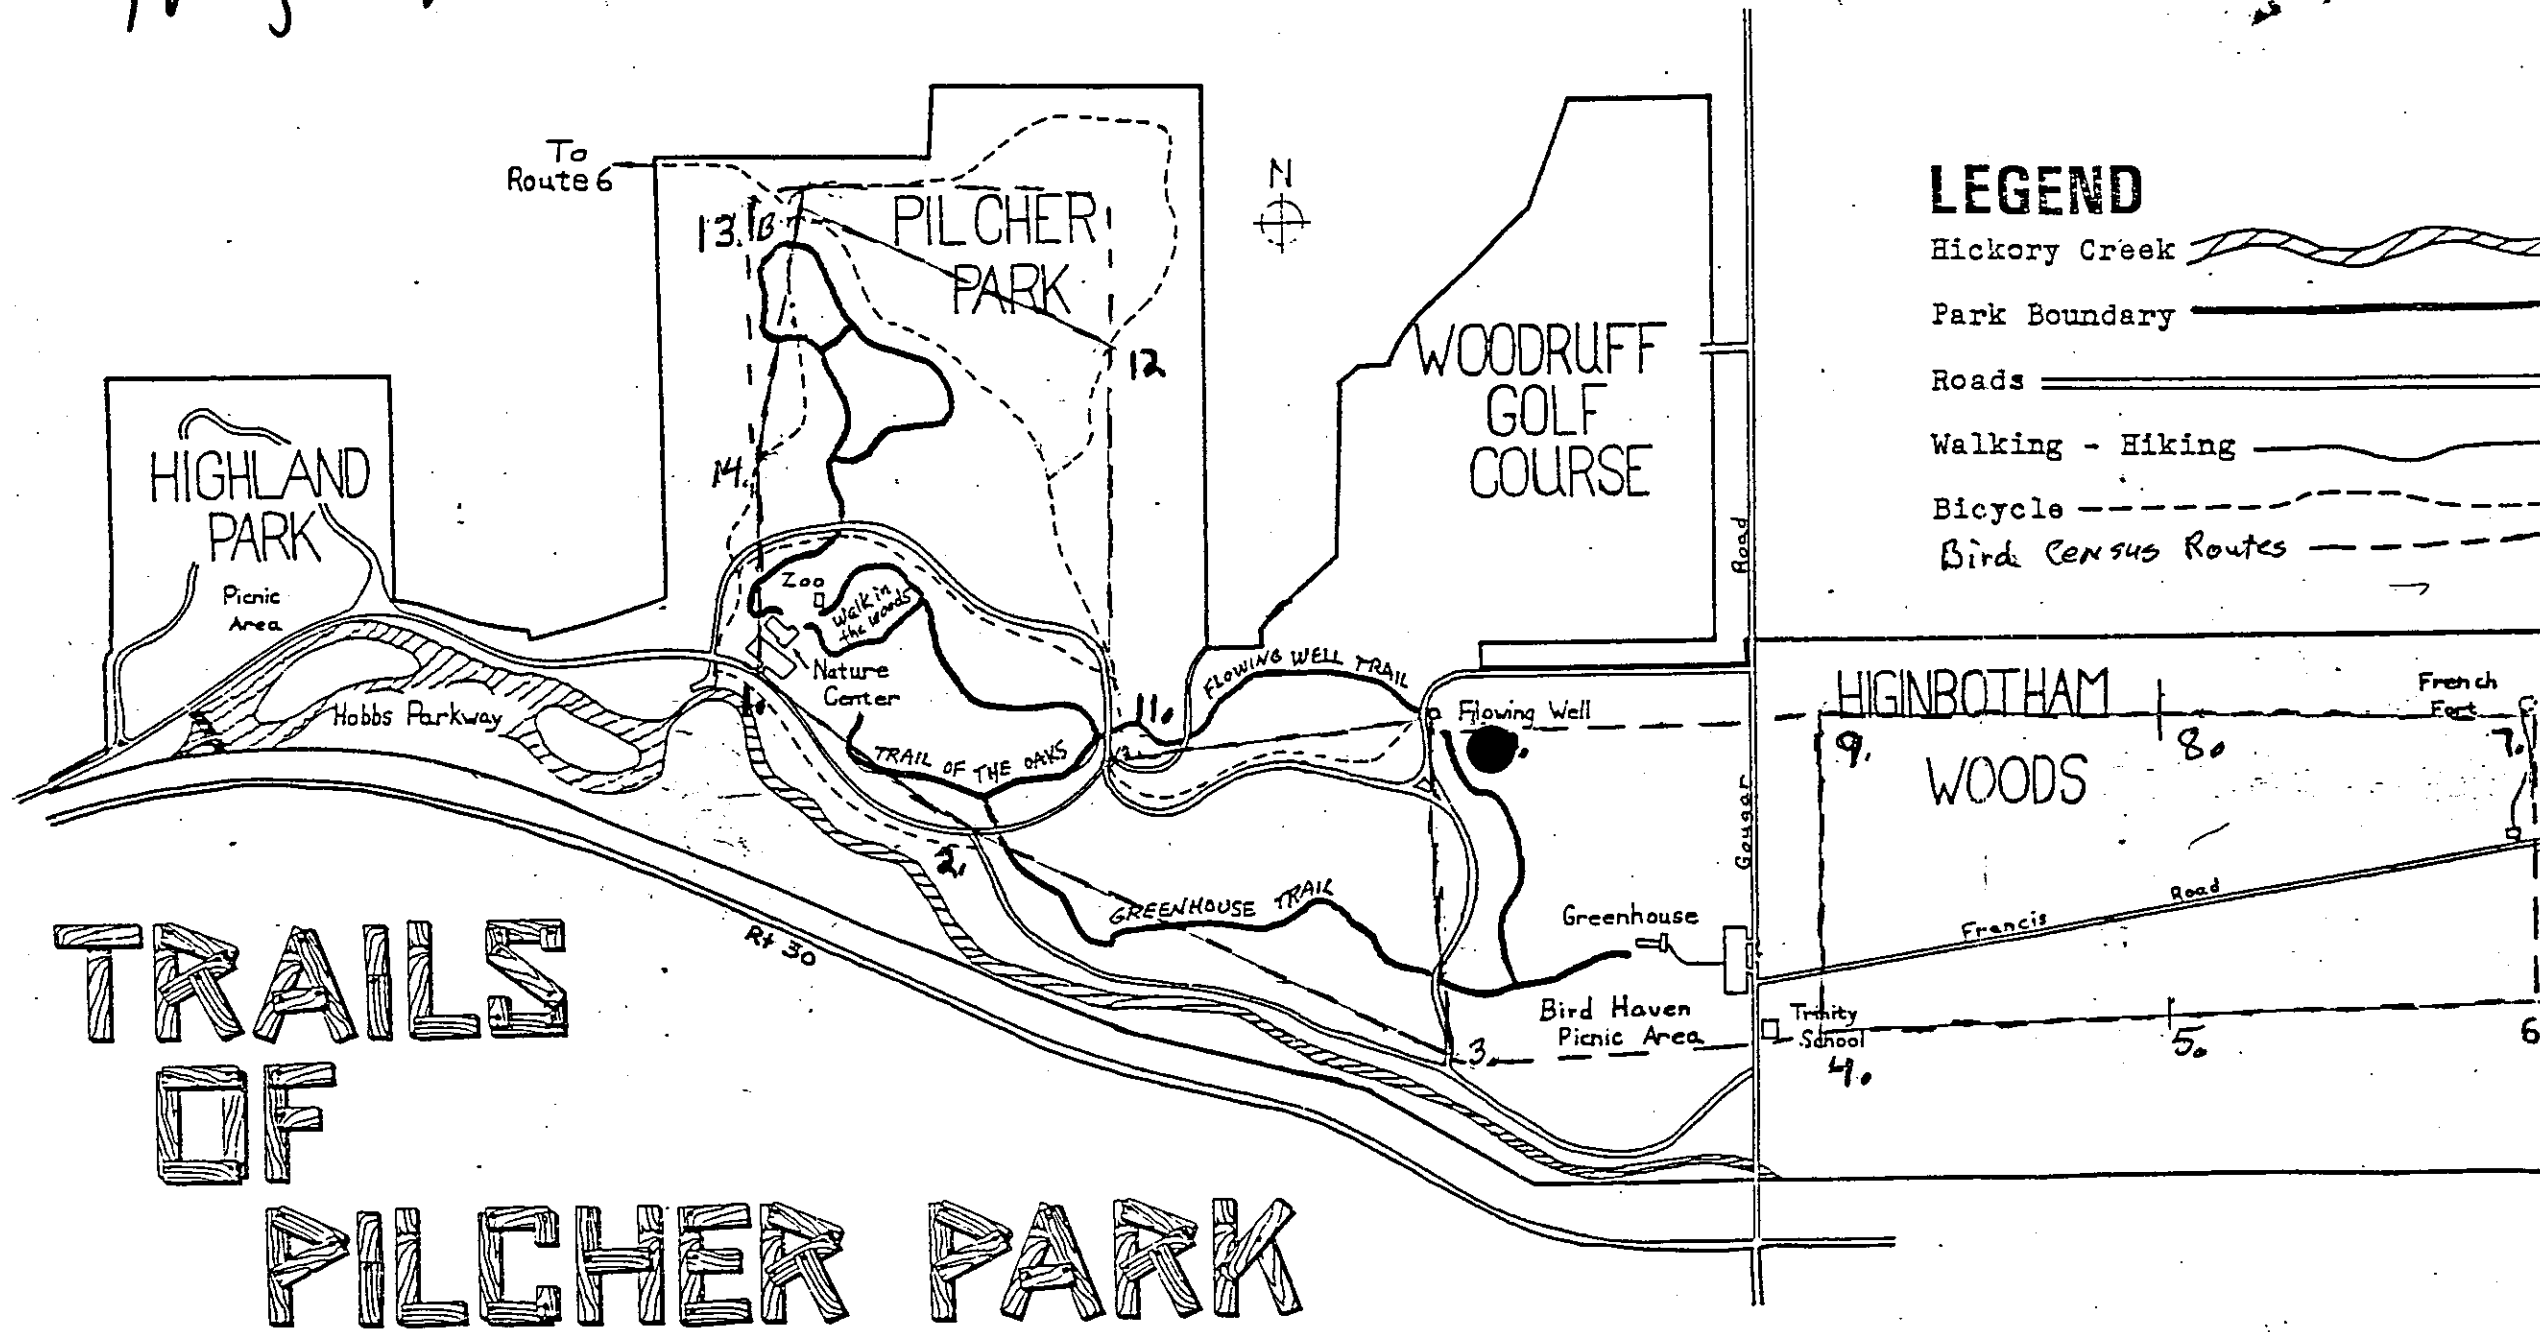 To
Route 6
N
PILCHER
PARK
13.
12
14.
WOODRUFF
GOLF
COURSE
HIGHLAND
PARK
Picnic
Area
Zoo
Walk in
the woods
Nature
Center
Hobbs Parkway
1.
TRAIL OF THE OAKS
11.
FLOWING WELL TRAIL
Flowing Well
2.
GREENHOUSE TRAIL
Greenhouse
Bird Haven
Picnic Area
3.
Rt 30
Road
Gougar
LEGEND
Hickory Creek
Park Boundary
Roads
Walking - Hiking
Bicycle
Bird Census Routes
HIGINBOTHAM
WOODS
French
Fort
9.
8.
7.
Francis Road
Trinity
School
4.
5.
6
TRAILS
OF
PILCHER PARK